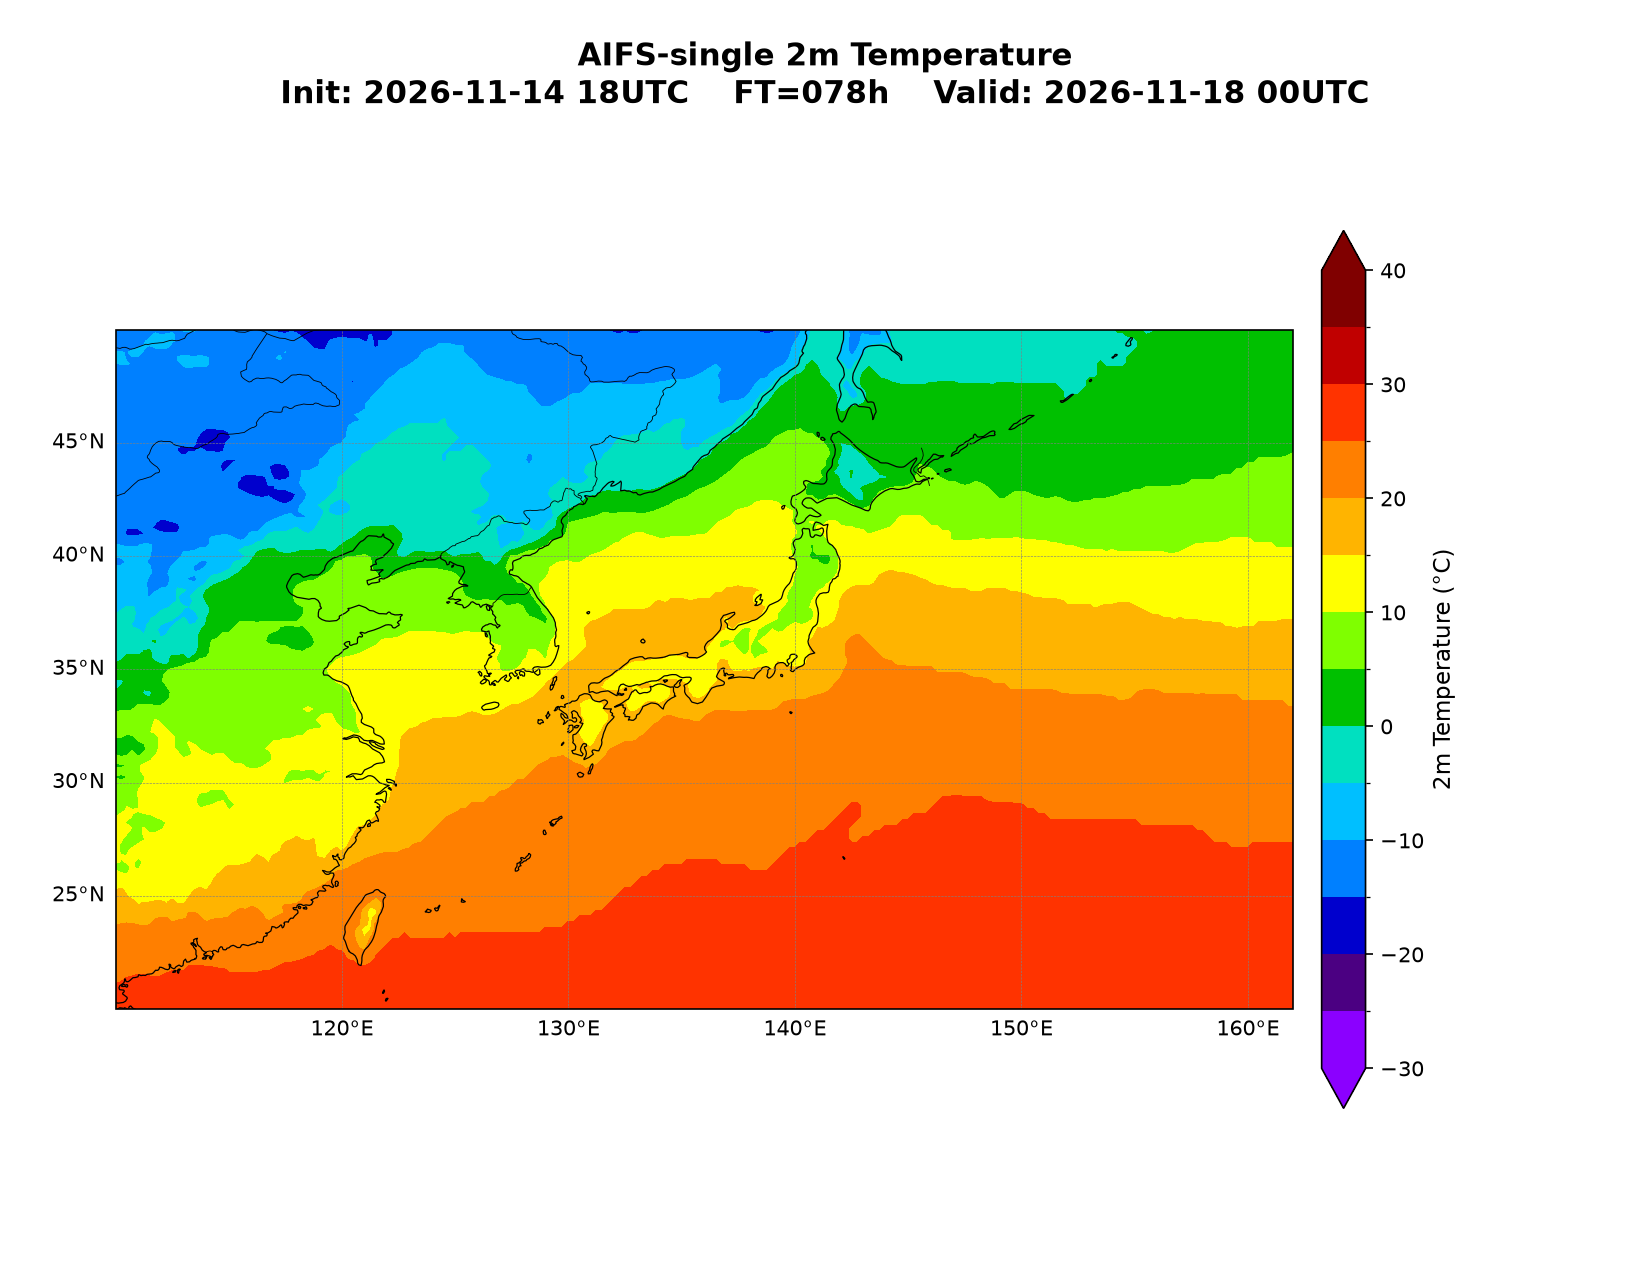 AIFS-single 2m Temperature
Init: 2026-11-14 18UTC    FT=078h    Valid: 2026-11-18 00UTC
45°N
40°N
35°N
30°N
25°N
120°E
130°E
140°E
150°E
160°E
40
30
20
10
0
−10
−20
−30
2m Temperature (°C)